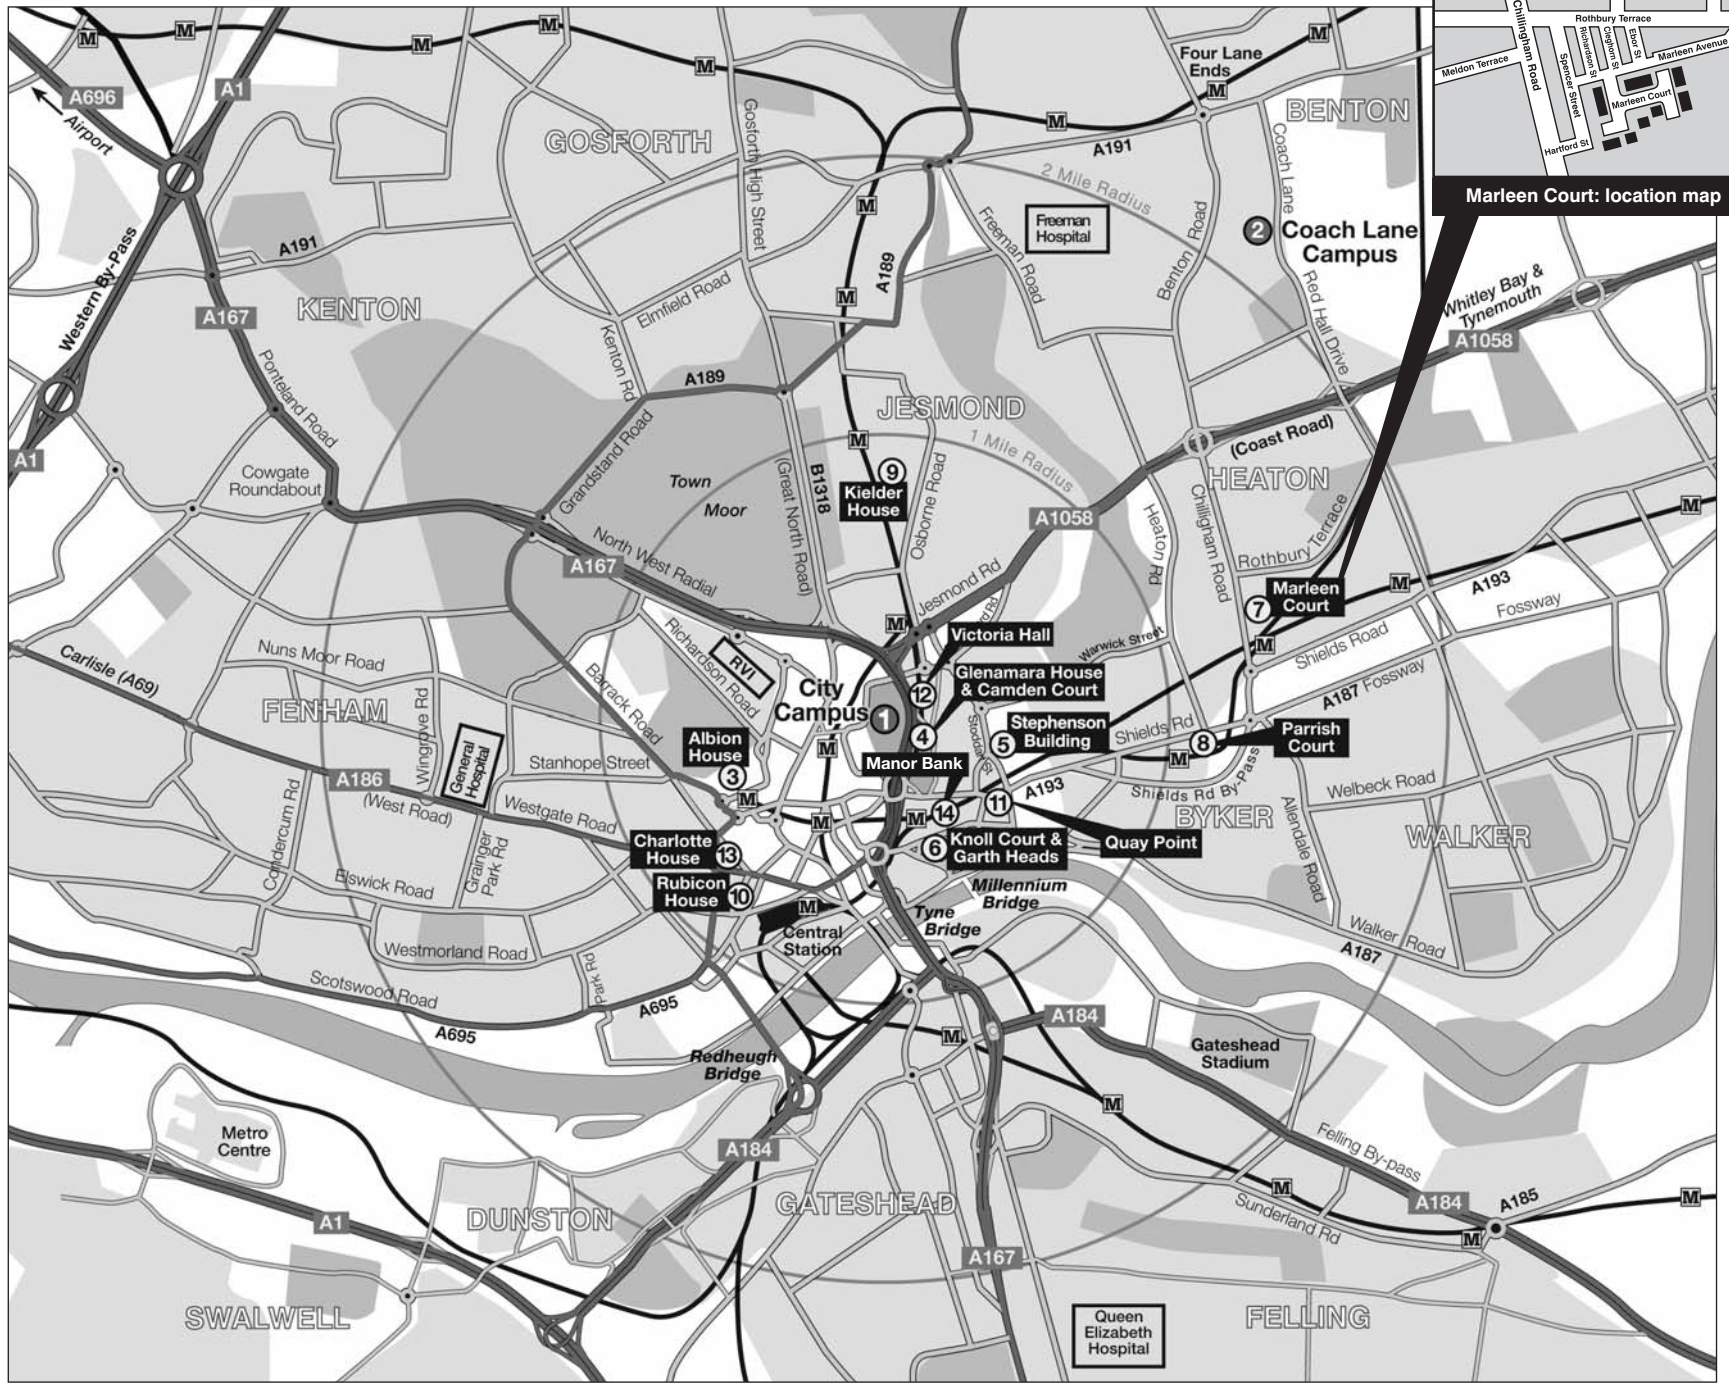 M
M
M
M
M
M
Four Lane
Ends
M
M
A696
Airport
A1
GOSFORTH
Gosforth High Street
A191
BENTON
Coach Lane
2 Mile Radius
Freeman
Hospital
Freeman Road
Benton Road
2
Coach Lane
Campus
Red Hall Drive
Chillingham Road
Rothbury Terrace
Richardson St
Cleghorn St
Ebor St
Marleen Avenue
Meldon Terrace
Spencer Street
Marleen Court
Hartford St
Marleen Court: location map
Western By-Pass
A191
M
A189
M
KENTON
A167
Elmfield Road
Kenton Rd
Whitley Bay &
Tynemouth
A1058
Ponteland Road
A189
JESMOND
M
1 Mile Radius
(Coast Road)
HEATON
A1
Cowgate
Roundabout
Grandstand Road
Town
Moor
(Great North Road)
B1318
9
Kielder
House
Osborne Road
A1058
Heaton Rd
Chilligham Road
Rothbury Terrace
M
North West Radial
A167
Jesmond Rd
M
A193
Fossway
7
Marleen
Court
M
Shields Road
M
Victoria Hall
Warwick Street
Richardson Road
RVI
Glenamara House
& Camden Court
12
A187
Fossway
Carlisle (A69)
Nuns Moor Road
FENHAM
Wingrove Rd
Barrack Road
City
Campus
1
4
Stoddart St
5
Stephenson
Building
Shields Rd
8
Parrish
Court
M
Albion
House
3
M
Manor Bank
General
Hospital
Stanhope Street
A186
(West Road)
Westgate Road
M
M
M
14
11
A193
Shields Rd By-Pass
BYKER
Welbeck Road
WALKER
Allendale Road
Condercum Rd
Grainger
Park Rd
Charlotte
House
13
6
Knoll Court &
Garth Heads
Quay Point
Elswick Road
Rubicon
House
10
M
Central
Station
Millennium
Bridge
Tyne
Bridge
Walker Road
A187
Westmorland Road
Park Rd
Scotswood Road
A695
A695
Redheugh
Bridge
M
A184
Gateshead
Stadium
M
Metro
Centre
A184
Felling By-pass
M
A184
A185
M
Sunderland Rd
M
GATESHEAD
DUNSTON
A1
A167
SWALWELL
Queen
Elizabeth
Hospital
FELLING